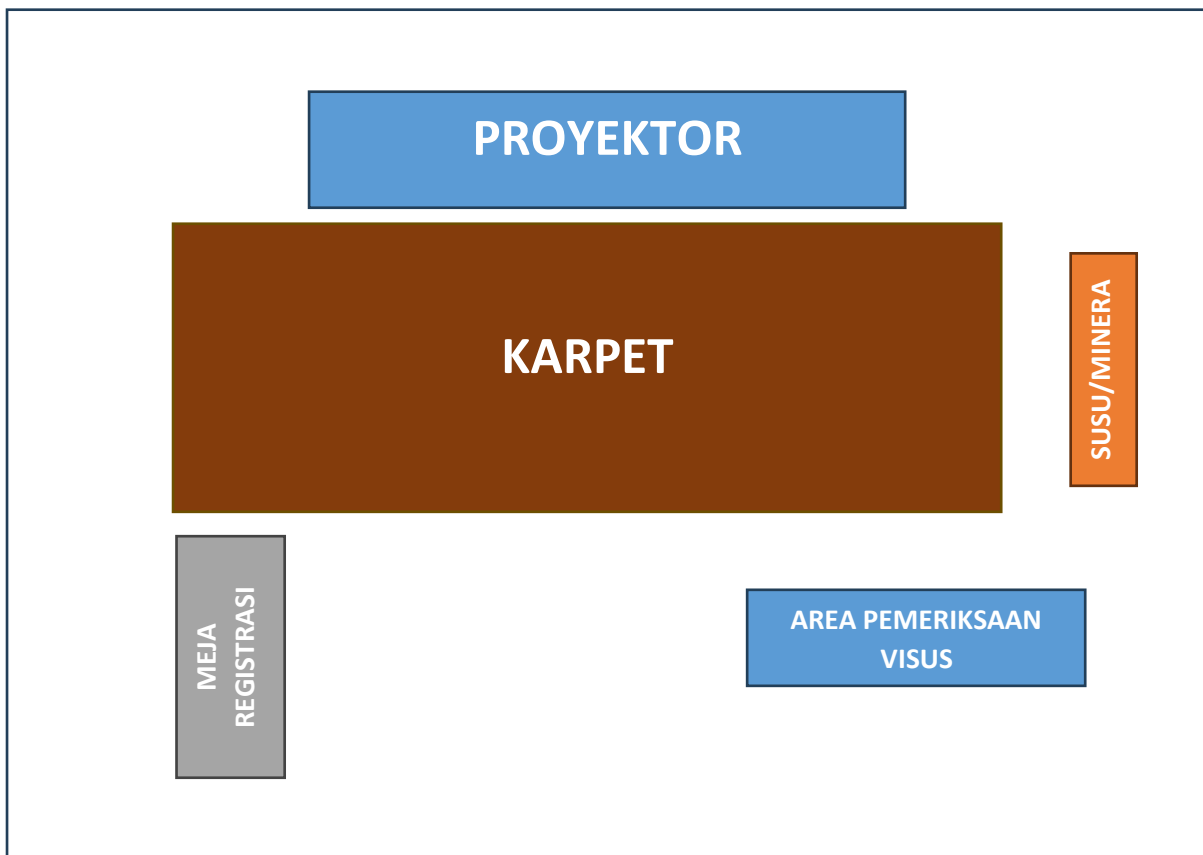 PROYEKTOR
KARPET
SUSU/MINERA
MEJA
REGISTRASI
AREA PEMERIKSAAN
VISUS